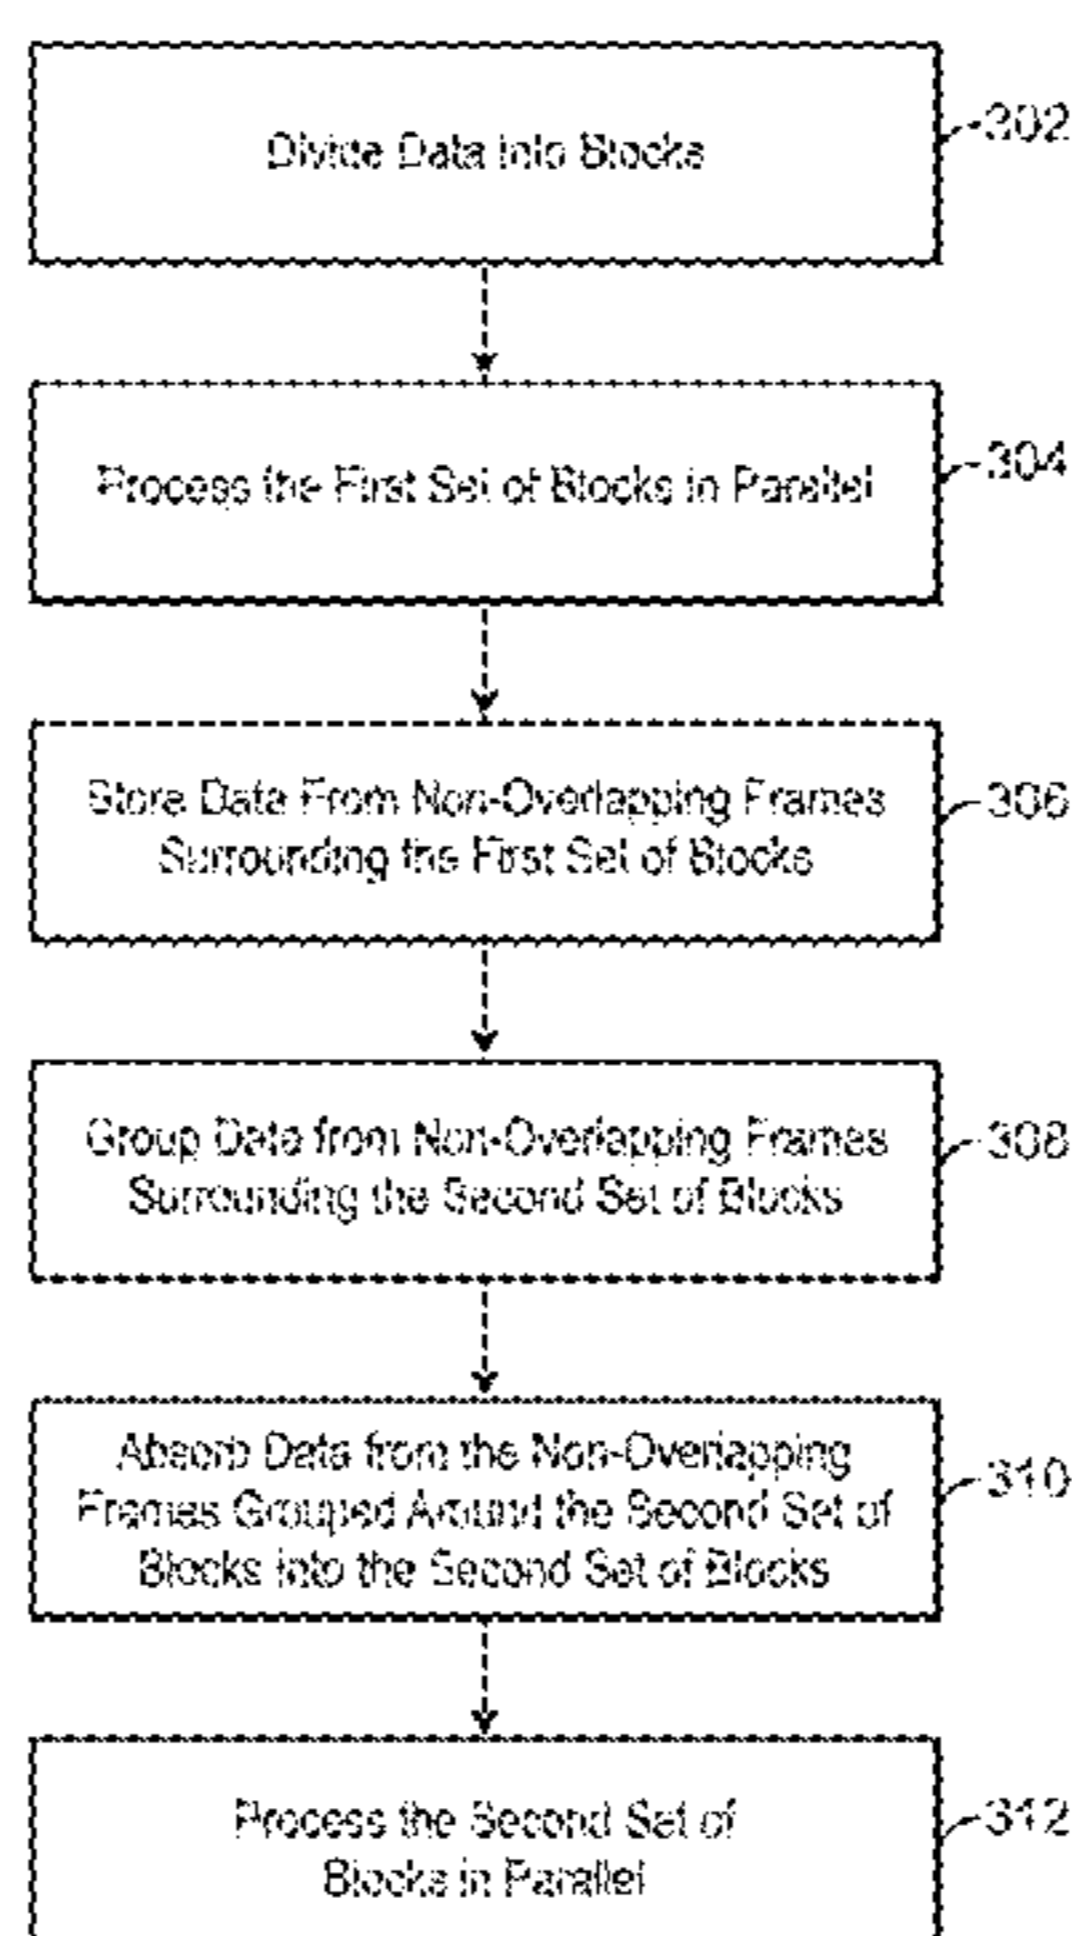 Divide Data into Blocks
302
Process the First Set of Blocks in Parallel
304
Store Data From Non-Overlapping Frames
Surrounding the First Set of Blocks
306
Group Data from Non-Overlapping Frames
Surrounding the Second Set of Blocks
308
Absorb Data from the Non-Overlapping
Frames Grouped Around the Second Set of
Blocks into the Second Set of Blocks
310
Process the Second Set of
Blocks in Parallel
312